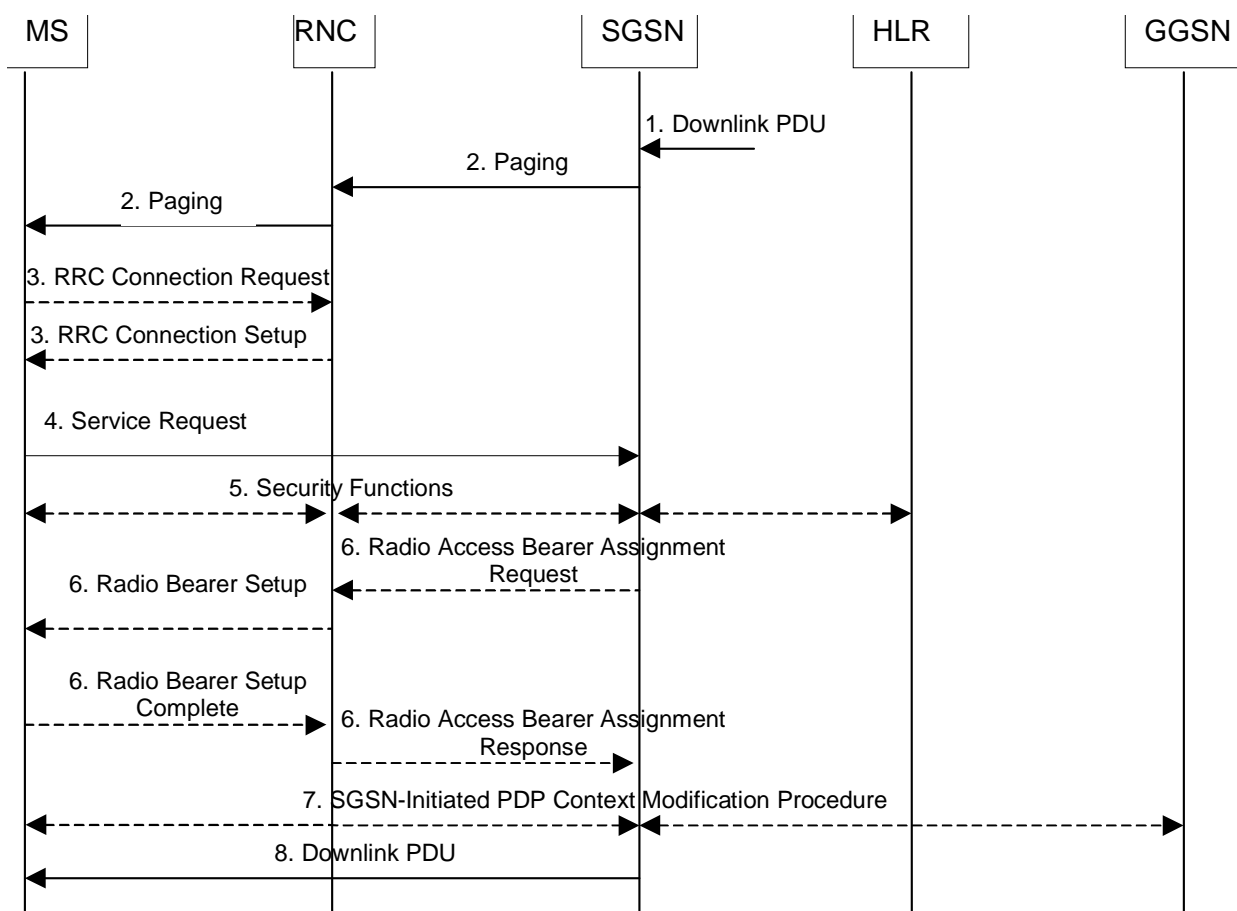 MS
RNC
SGSN
HLR
GGSN
1. Downlink PDU
2. Paging
2. Paging
3. RRC Connection Request
3. RRC Connection Setup
4. Service Request
5. Security Functions
6. Radio Access Bearer Assignment
Request
6. Radio Bearer Setup
6. Radio Bearer Setup
Complete
6. Radio Access Bearer Assignment
Response
7. SGSN-Initiated PDP Context Modification Procedure
8. Downlink PDU